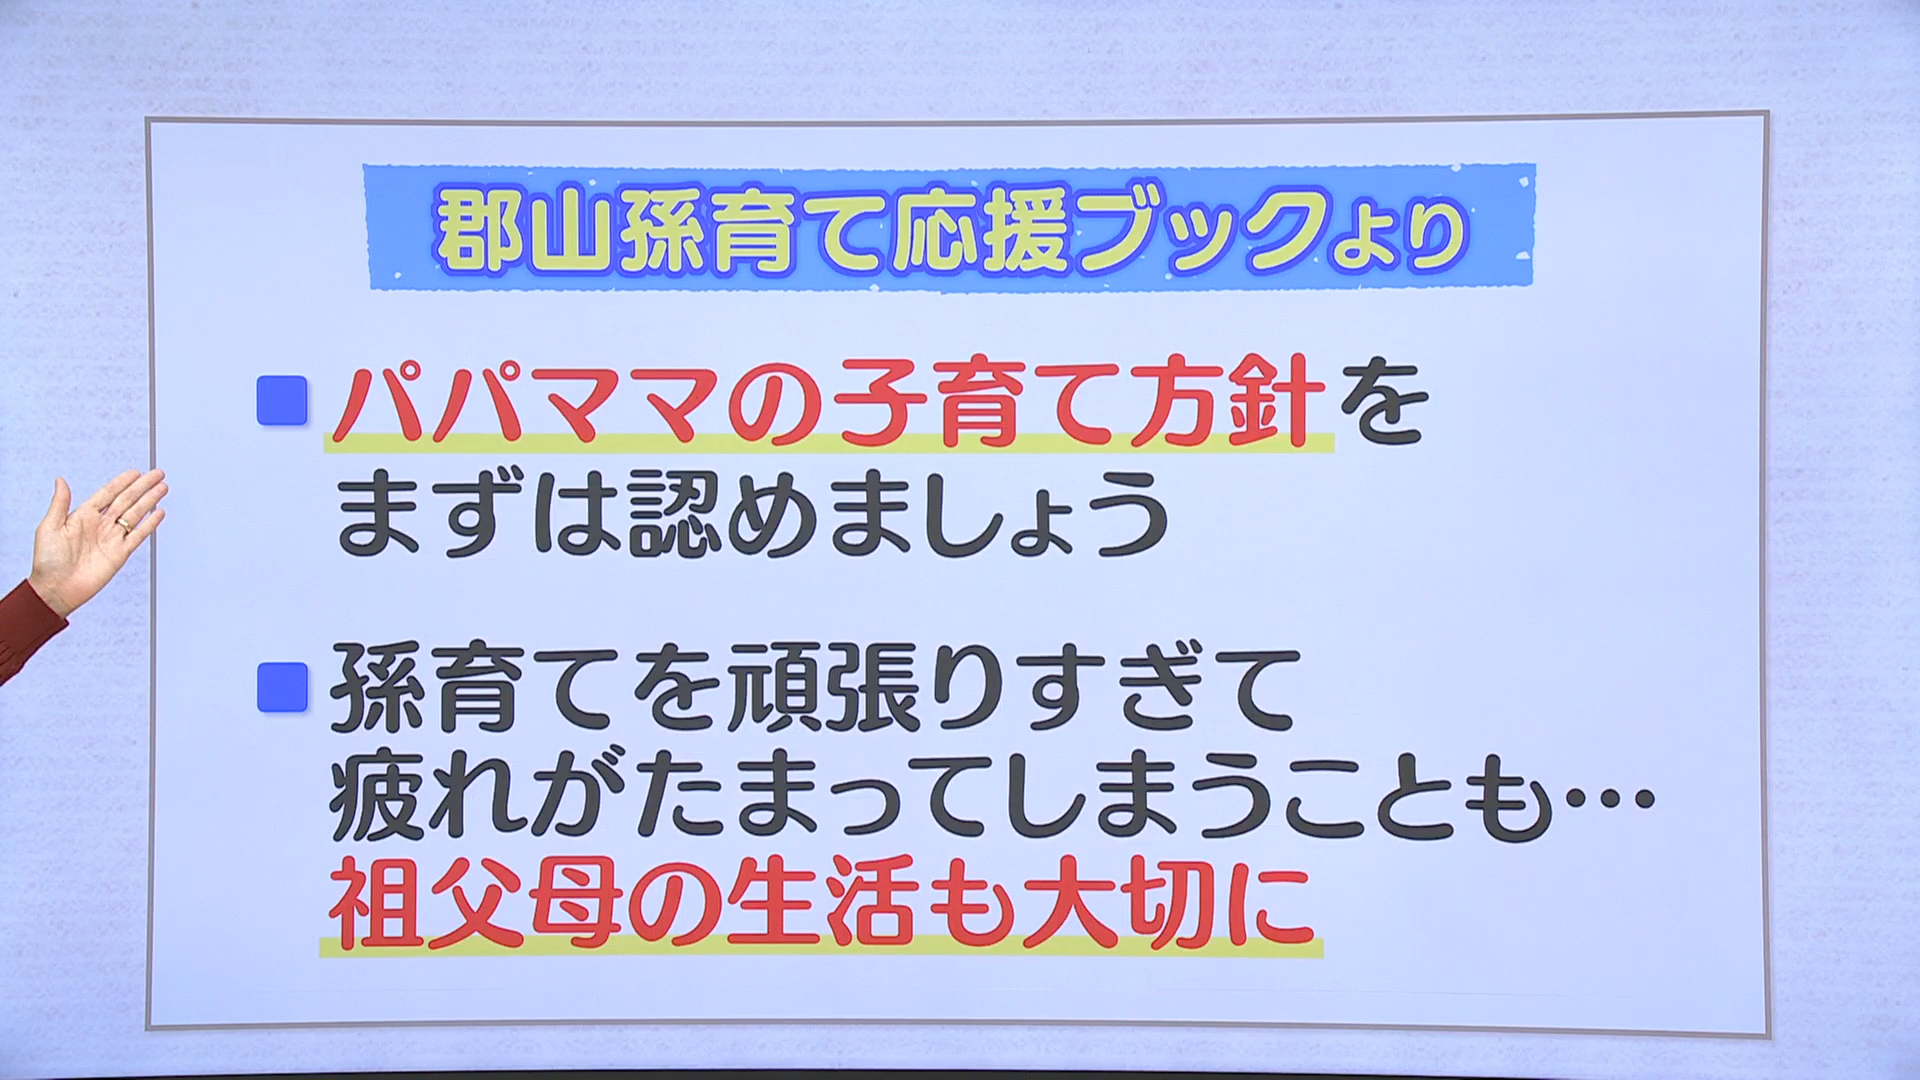 郡山孫育て応援ブックより
■パパママの子育て方針を
まずは認めましょう
■孫育てを頑張りすぎて
疲れがたまってしまうことも…
祖父母の生活も大切に